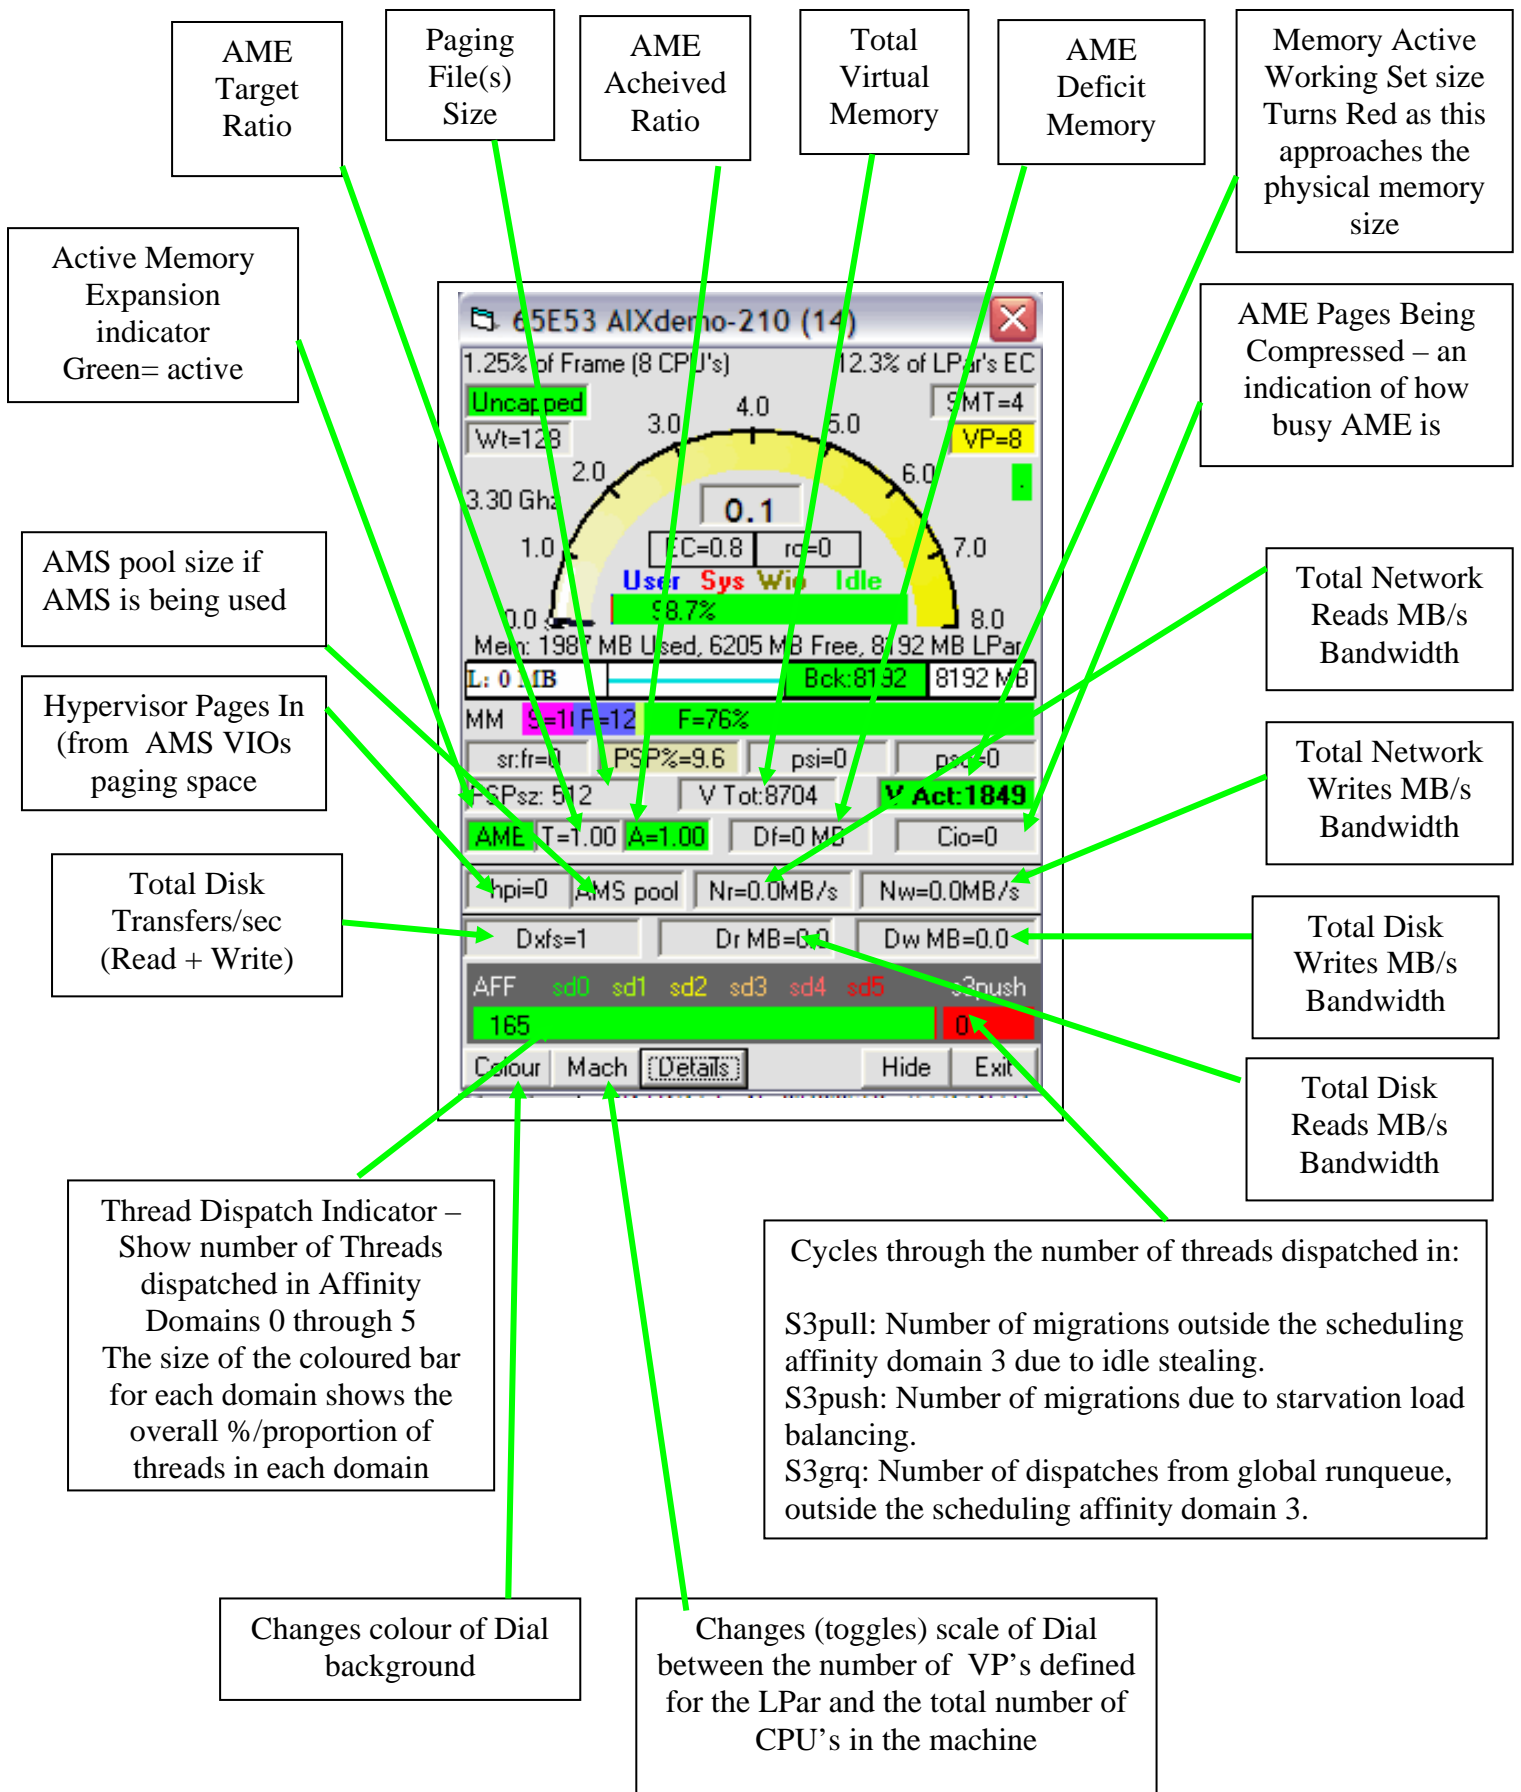 AME
Target
Ratio
Paging
File(s)
Size
AME
Acheived
Ratio
Total
Virtual
Memory
AME
Deficit
Memory
Memory Active
Working Set size
Turns Red as this
approaches the
physical memory
size
Active Memory
Expansion
indicator
Green= active
AME Pages Being
Compressed – an
indication of how
busy AME is
AMS pool size if
AMS is being used
Hypervisor Pages In
(from AMS VIOs
paging space
Total Disk
Transfers/sec
(Read + Write)
65E53 AIXdemo-210 (14)
1.25% of Frame (8 CPU's) 12.3% of LPar's EC
Uncapped SMT=4
Wt=128 VP=8
3.30 Ghz
0.0 1.0 2.0 3.0 4.0 5.0 6.0 7.0 8.0
0.1
EC=0.8 rq=0
User Sys Wio Idle
98.7%
Mem: 1987 MB Used, 6205 MB Free, 8192 MB LPar
L: 0 MB Bck:8192 8192 MB
MM F=12 F=76%
sr:fr=0 PSP%=9.6 psi=0 pso=0
PSPsz: 512 V Tot:8704 V Act:1849
AME T=1.00 A=1.00 Df=0 MB Cio=0
hpi=0 AMS pool Nr=0.0MB/s Nw=0.0MB/s
Dxfs=1 Dr MB=0.0 Dw MB=0.0
AFF sd0 sd1 sd2 sd3 sd4 sd5 s3push
165 0
Colour Mach Details Hide Exit
Total Network
Reads MB/s
Bandwidth
Total Network
Writes MB/s
Bandwidth
Total Disk
Writes MB/s
Bandwidth
Total Disk
Reads MB/s
Bandwidth
Thread Dispatch Indicator –
Show number of Threads
dispatched in Affinity
Domains 0 through 5
The size of the coloured bar
for each domain shows the
overall %/proportion of
threads in each domain
Cycles through the number of threads dispatched in:
S3pull: Number of migrations outside the scheduling
affinity domain 3 due to idle stealing.
S3push: Number of migrations due to starvation load
balancing.
S3grq: Number of dispatches from global runqueue,
outside the scheduling affinity domain 3.
Changes colour of Dial
background
Changes (toggles) scale of Dial
between the number of VP’s defined
for the LPar and the total number of
CPU’s in the machine